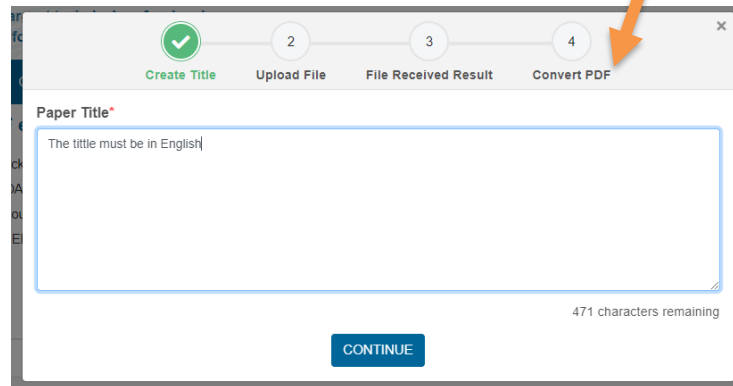 2
3
4
Create Title
Upload File
File Received Result
Convert PDF
Paper Title*
The tittle must be in English
471 characters remaining
CONTINUE